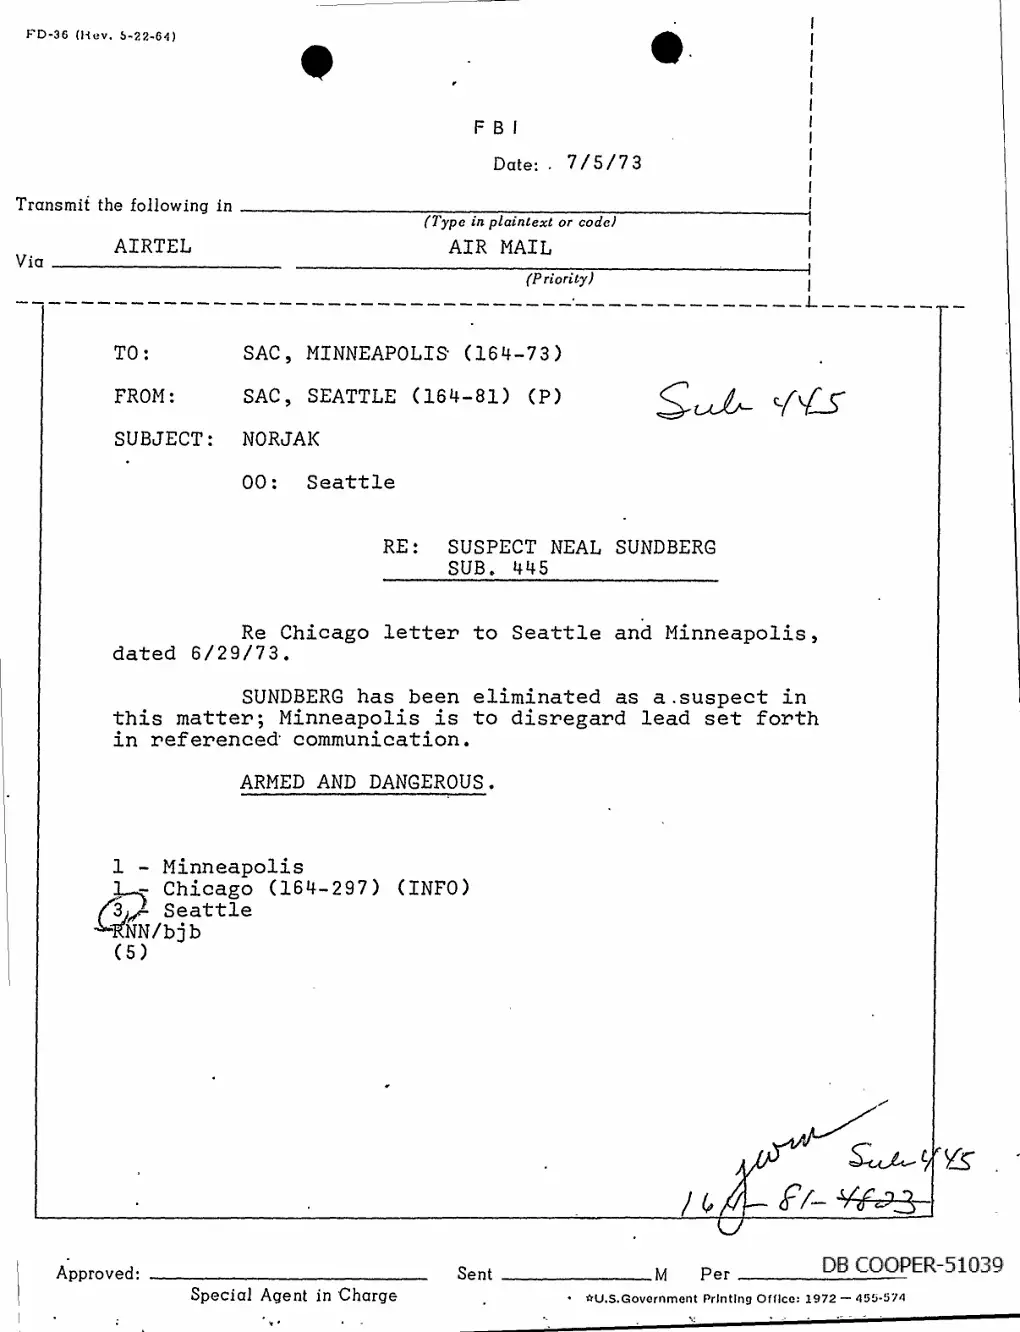 FD-36 (Rev. 5-22-64)
F B I
Date: 7/5/73
Transmit the following in
(Type in plaintext or code)
AIRTEL AIR MAIL
Via
(Priority)
TO: SAC, MINNEAPOLIS (164-73)
FROM: SAC, SEATTLE (164-81) (P)
Sub 445
SUBJECT: NORJAK
OO: Seattle
RE: SUSPECT NEAL SUNDBERG
SUB. 445
Re Chicago letter to Seattle and Minneapolis,
dated 6/29/73.
SUNDBERG has been eliminated as a suspect in
this matter; Minneapolis is to disregard lead set forth
in referenced communication.
ARMED AND DANGEROUS.
1 - Minneapolis
1 - Chicago (164-297) (INFO)
3 - Seattle
RNN/bjb
(5)
Sub 445
164-81-4823
DB COOPER-51039
Approved: Sent M Per
Special Agent in Charge
☆U.S.Government Printing Office: 1972 — 455-574